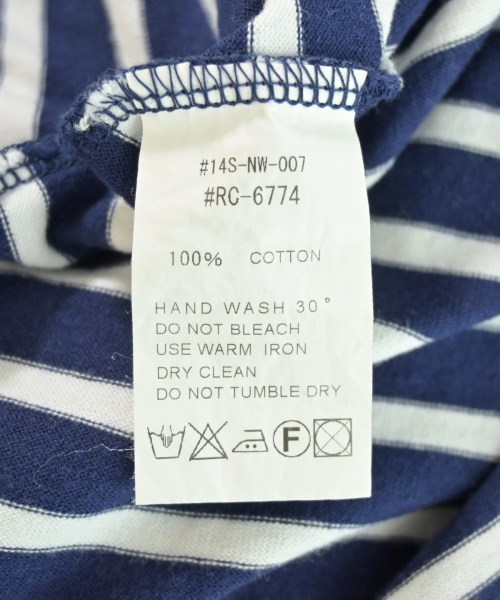 #14S-NW-007
#RC-6774
100% COTTON
HAND WASH 30°
DO NOT BLEACH
USE WARM IRON
DRY CLEAN
DO NOT TUMBLE DRY
F